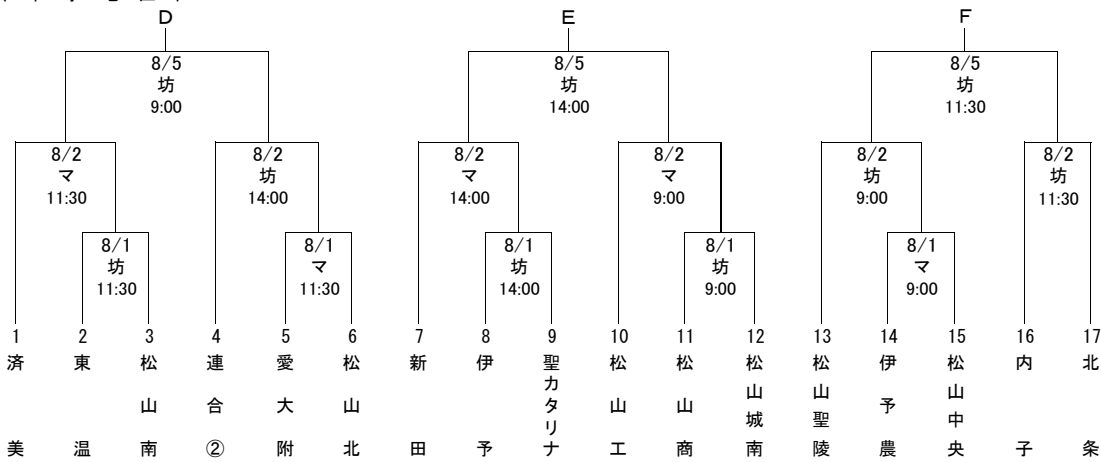 D E F
8/5 8/5 8/5
坊 坊 坊
9:00 14:00 11:30
8/2 8/2 8/2 8/2 8/2 8/2
マ 坊 マ マ 坊 坊
11:30 14:00 14:00 9:00 9:00 11:30
8/1 8/1 8/1 8/1 8/1
坊 マ 坊 坊 マ
11:30 11:30 14:00 9:00 9:00
1 2 3 4 5 6 7 8 9 10 11 12 13 14 15 16 17
済美 東温 松山南 連合② 愛大附 松山北 新田 伊予 聖カタリナ 松山工 松山商 松山城南 松山聖陵 伊予農 松山中央 内子 北条